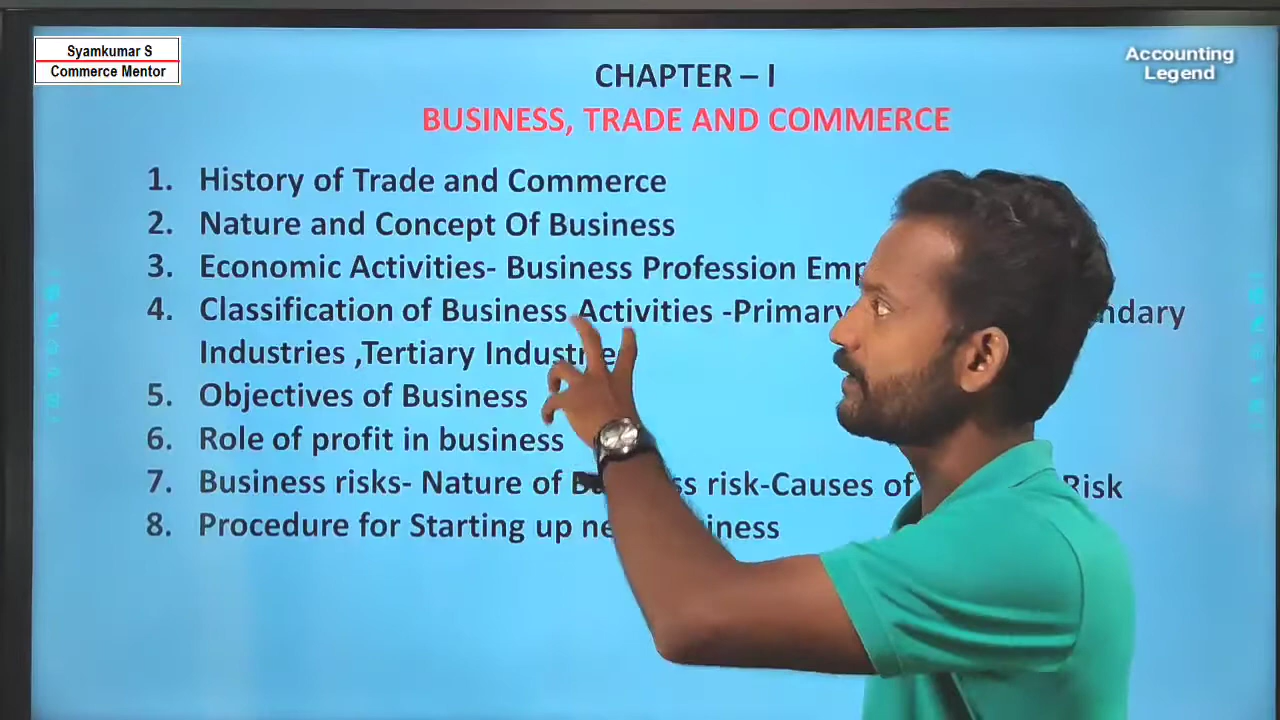 Syamkumar S
Commerce Mentor
Accounting
Legend
CHAPTER – I
BUSINESS, TRADE AND COMMERCE
1. History of Trade and Commerce
2. Nature and Concept Of Business
3. Economic Activities- Business Profession
4. Classification of Business Activities -Primary
Industries ,Tertiary
5. Objectives of Business
6. Role of profit in business
7. Business risks- Nature of risk-Causes of Risk
8. Procedure for Starting up